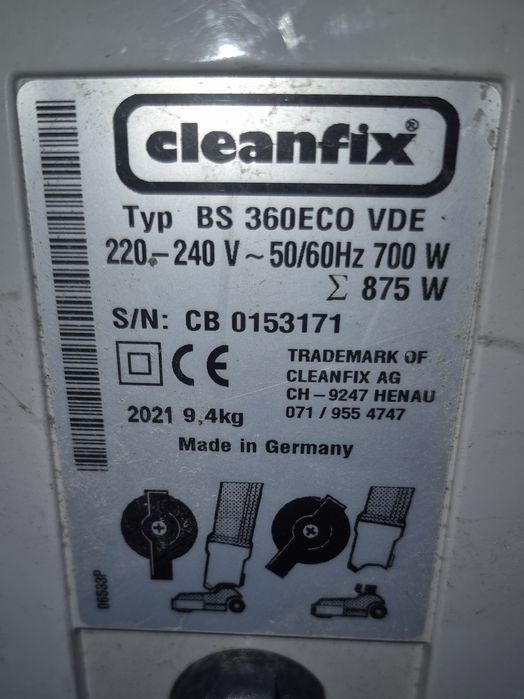 cleanfix®
Typ BS 360ECO VDE
220-240 V ~ 50/60Hz 700 W
Σ 875 W
S/N: CB 0153171
CE
TRADEMARK OF
CLEANFIX AG
CH-9247 HENAU
071 / 955 4747
2021 9,4kg
Made in Germany
06533P